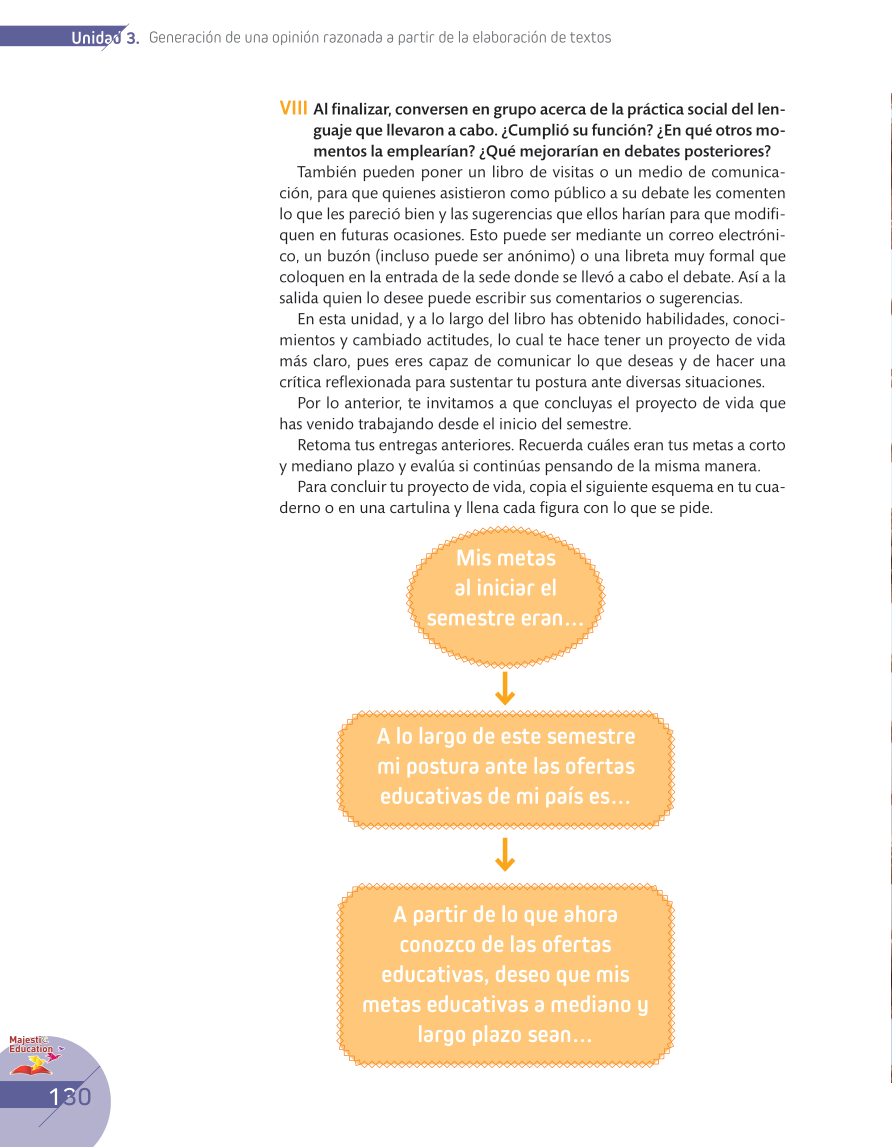 Unidad 3. Generación de una opinión razonada a partir de la elaboración de textos
VIII Al finalizar, conversen en grupo acerca de la práctica social del len-
guaje que llevaron a cabo. ¿Cumplió su función? ¿En qué otros mo-
mentos la emplearían? ¿Qué mejorarían en debates posteriores?
También pueden poner un libro de visitas o un medio de comunica-
ción, para que quienes asistieron como público a su debate les comenten
lo que les pareció bien y las sugerencias que ellos harían para que modifi-
quen en futuras ocasiones. Esto puede ser mediante un correo electróni-
co, un buzón (incluso puede ser anónimo) o una libreta muy formal que
coloquen en la entrada de la sede donde se llevó a cabo el debate. Así a la
salida quien lo desee puede escribir sus comentarios o sugerencias.
En esta unidad, y a lo largo del libro has obtenido habilidades, conoci-
mientos y cambiado actitudes, lo cual te hace tener un proyecto de vida
más claro, pues eres capaz de comunicar lo que deseas y de hacer una
crítica reflexionada para sustentar tu postura ante diversas situaciones.
Por lo anterior, te invitamos a que concluyas el proyecto de vida que
has venido trabajando desde el inicio del semestre.
Retoma tus entregas anteriores. Recuerda cuáles eran tus metas a corto
y mediano plazo y evalúa si continúas pensando de la misma manera.
Para concluir tu proyecto de vida, copia el siguiente esquema en tu cua-
derno o en una cartulina y llena cada figura con lo que se pide.
Mis metas
al iniciar el
semestre eran...
A lo largo de este semestre
mi postura ante las ofertas
educativas de mi país es...
A partir de lo que ahora
conozco de las ofertas
educativas, deseo que mis
metas educativas a mediano y
largo plazo sean...
Majestic
Education
130